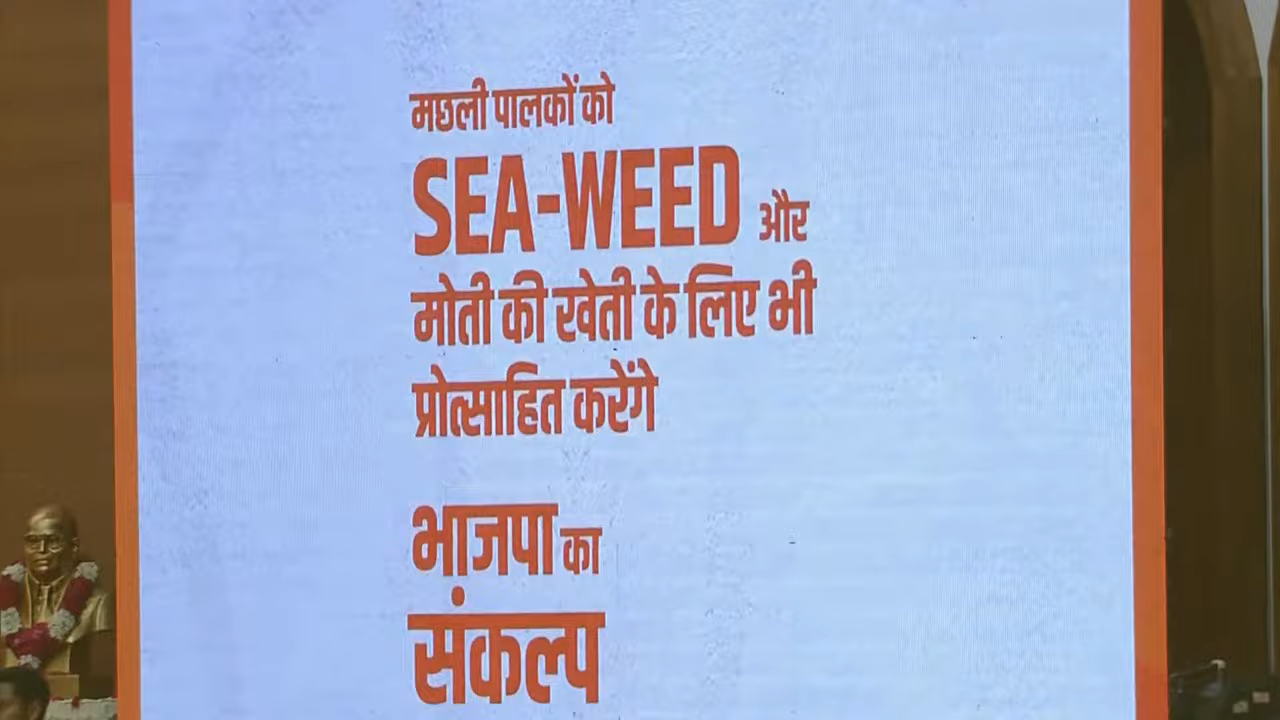 मछली पालकों को
SEA-WEED और
मोती की खेती के लिए भी
प्रोत्साहित करेंगे
भाजपा का
संकल्प